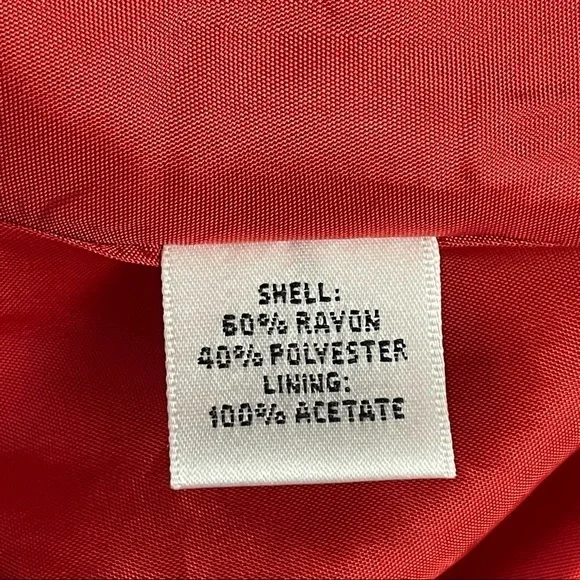 SHELL:
60% RAYON
40% POLYESTER
LINING:
100% ACETATE